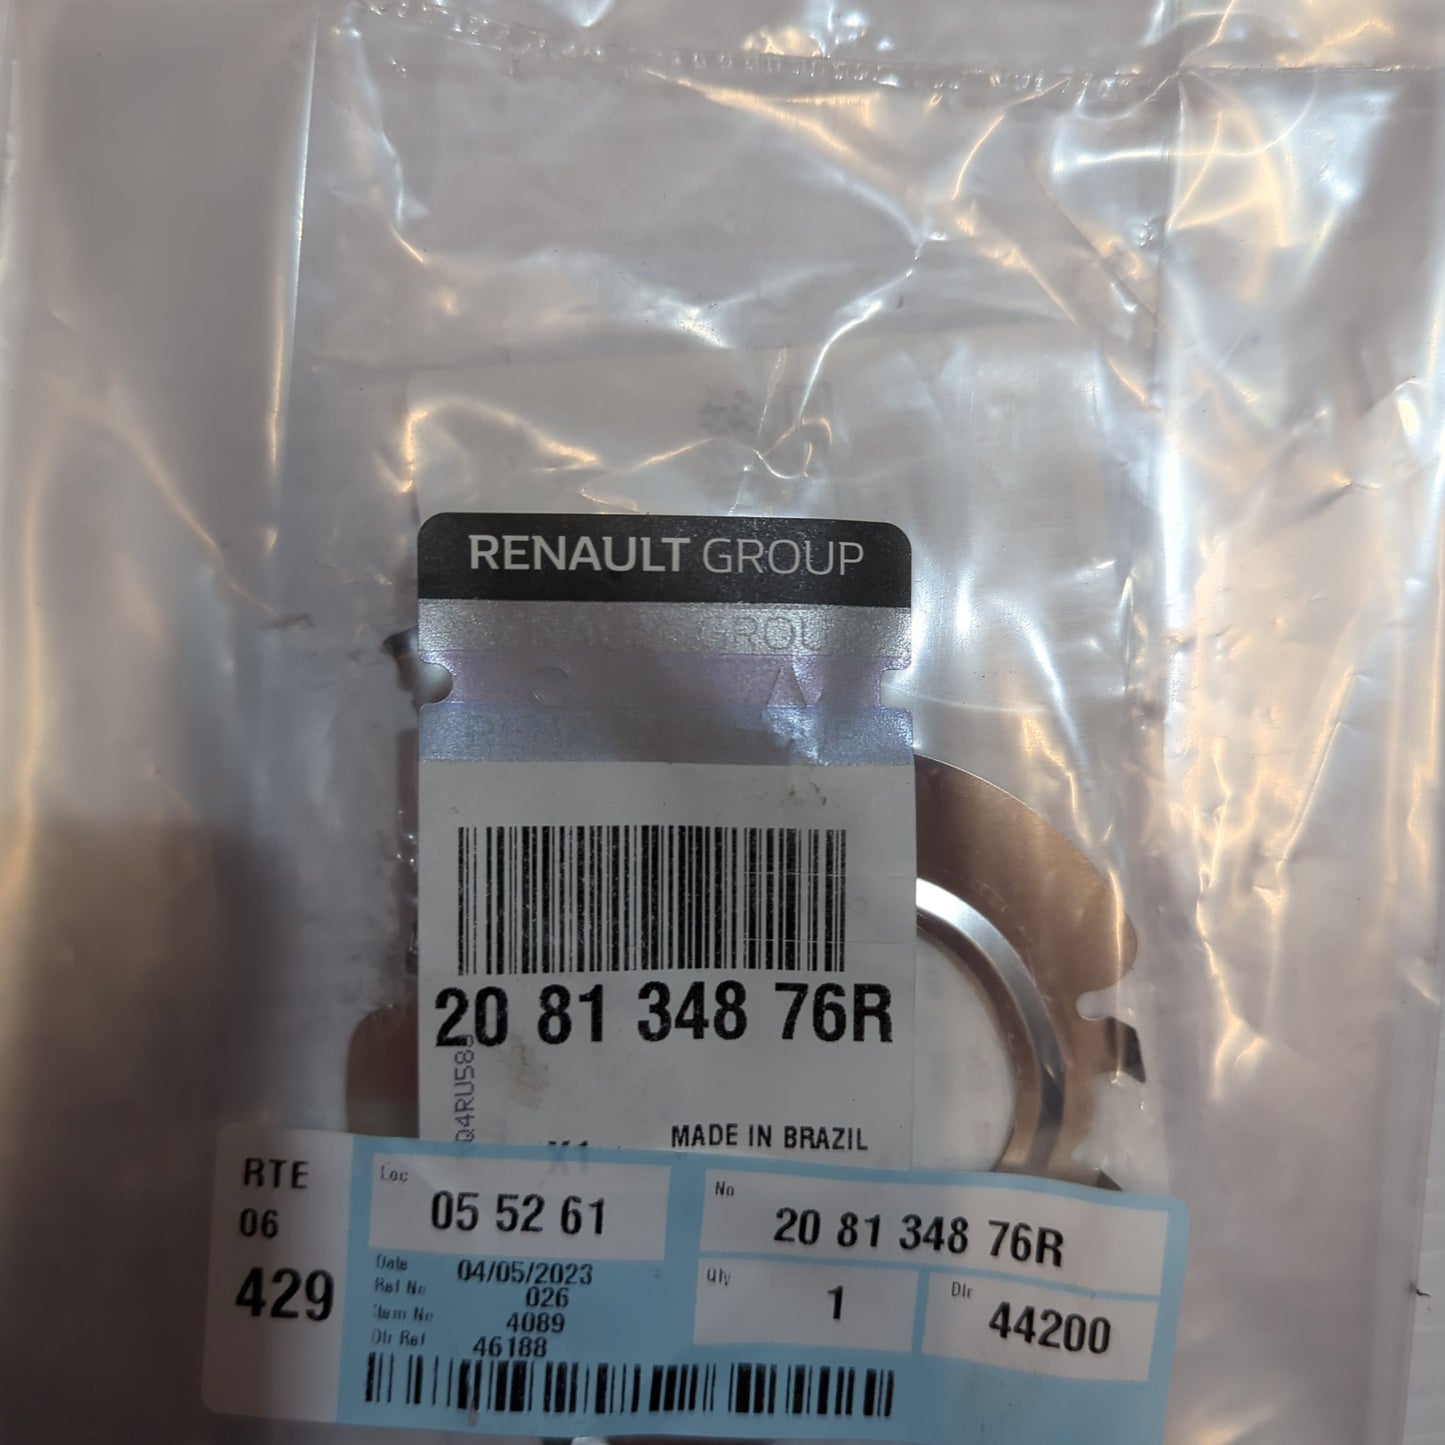 RENAULT GROUP
20 81 348 76R
MADE IN BRAZIL
X1
RTE
06
429
Loc
05 52 61
Date 04/05/2023
Ref No 026
Item No 4089
Dlr Ref 46188
No
20 81 348 76R
Qty
1
Dlr
44200